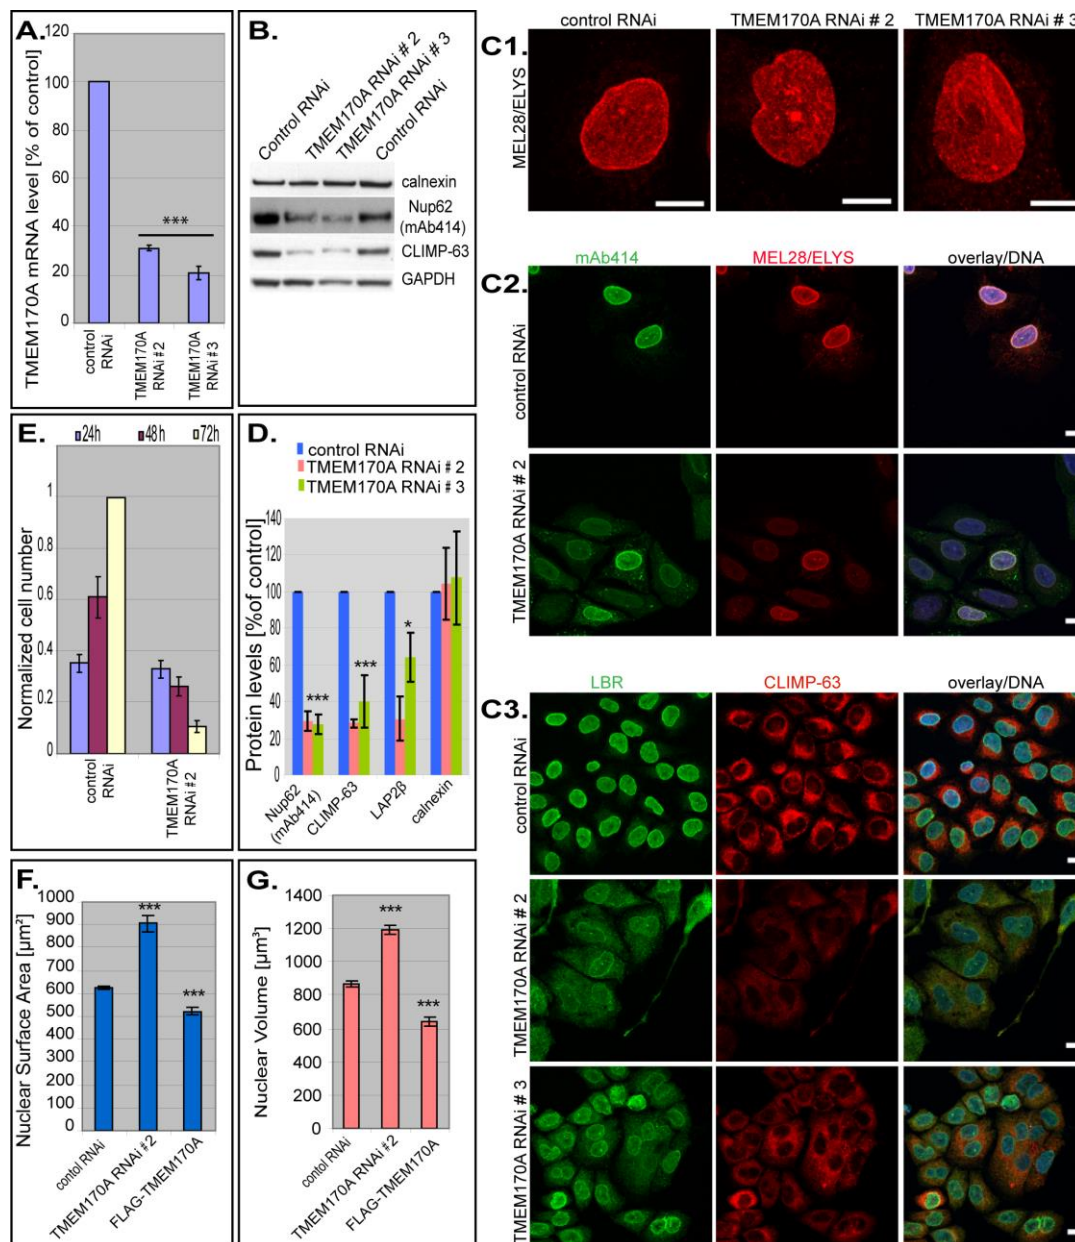 A.
TMEM170A mRNA level [% of control]
120
100
80
60
40
20
0
***
control
RNAi
TMEM170A
RNAi #2
TMEM170A
RNAi #3
B.
Control RNAi
TMEM170A RNAi # 2
TMEM170A RNAi # 3
Control RNAi
calnexin
Nup62
(mAb414)
CLIMP-63
GAPDH
C1.
control RNAi
TMEM170A RNAi # 2
TMEM170A RNAi # 3
MEL28/ELYS
C2.
mAb414
MEL28/ELYS
overlay/DNA
control RNAi
TMEM170A RNAi # 2
C3.
LBR
CLIMP-63
overlay/DNA
control RNAi
TMEM170A RNAi # 2
TMEM170A RNAi # 3
E.
24h
48h
72h
Normalized cell number
1
0.8
0.6
0.4
0.2
0
control
RNAi
TMEM170A
RNAi #2
D.
control RNAi
TMEM170A RNAi # 2
TMEM170A RNAi # 3
Protein levels [%of control]
140
120
100
80
60
40
20
0
***
***
*
Nup62
(mAb414)
CLIMP-63
LAP2β
calnexin
F.
Nuclear Surface Area [µm²]
1000
900
800
700
600
500
400
300
200
100
0
***
***
contol RNAi
TMEM170A RNAi #2
FLAG-TMEM170A
G.
Nuclear Volume [µm³]
1400
1200
1000
800
600
400
200
0
***
***
contol RNAi
TMEM170A RNAi #2
FLAG-TMEM170A